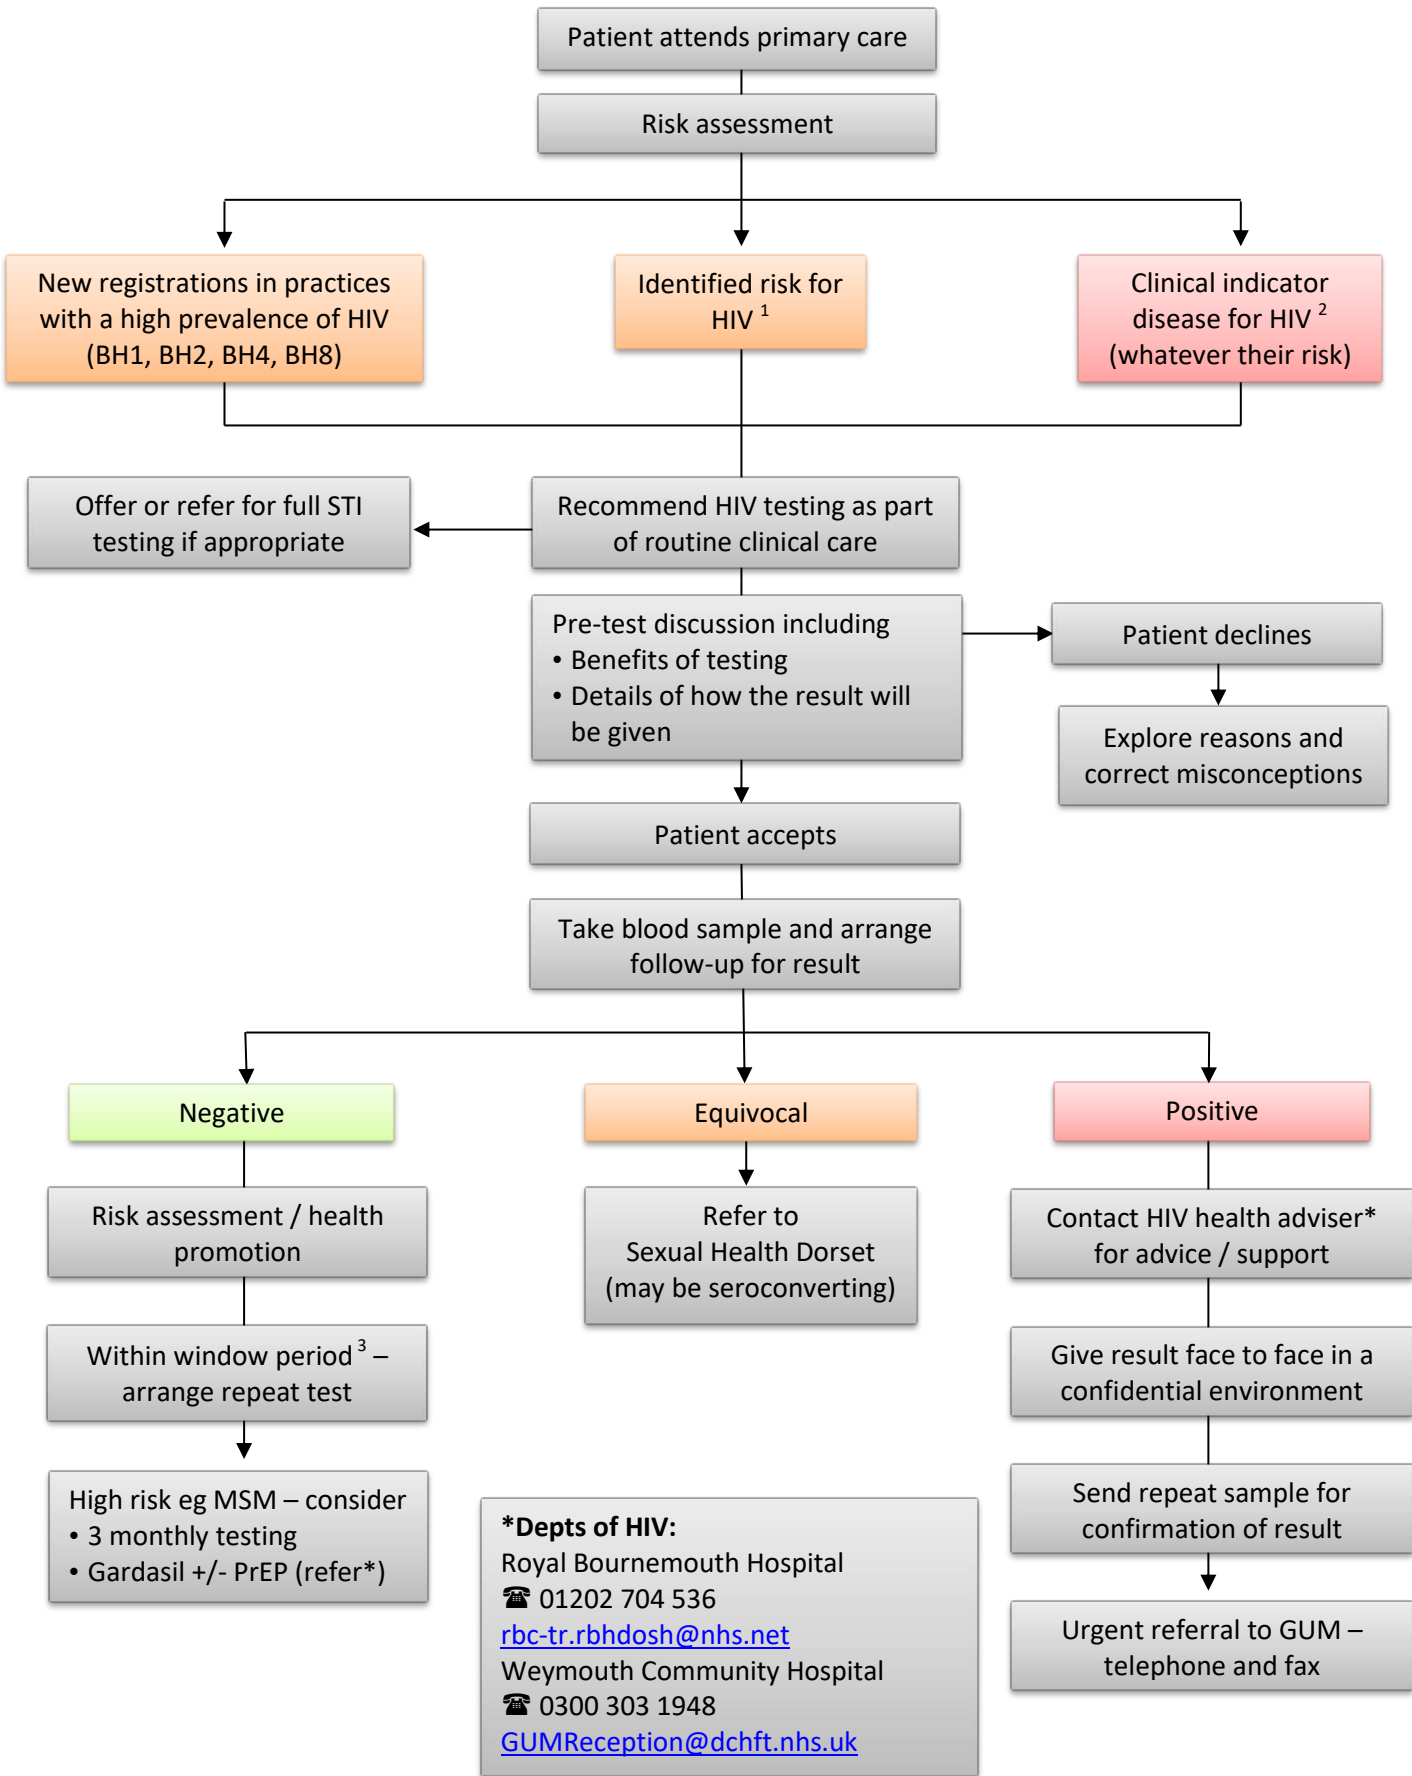 Patient attends primary care
Risk assessment
New registrations in practices
with a high prevalence of HIV
(BH1, BH2, BH4, BH8)
Identified risk for
HIV 1
Clinical indicator
disease for HIV 2
(whatever their risk)
Offer or refer for full STI
testing if appropriate
Recommend HIV testing as part
of routine clinical care
Pre-test discussion including
• Benefits of testing
• Details of how the result will
be given
Patient declines
Explore reasons and
correct misconceptions
Patient accepts
Take blood sample and arrange
follow-up for result
Negative
Equivocal
Positive
Risk assessment / health
promotion
Refer to
Sexual Health Dorset
(may be seroconverting)
Contact HIV health adviser*
for advice / support
Within window period 3 –
arrange repeat test
Give result face to face in a
confidential environment
High risk eg MSM – consider
• 3 monthly testing
• Gardasil +/- PrEP (refer*)
Send repeat sample for
confirmation of result
Urgent referral to GUM –
telephone and fax
*Depts of HIV:
Royal Bournemouth Hospital
☎ 01202 704 536
rbc-tr.rbhdosh@nhs.net
Weymouth Community Hospital
☎ 0300 303 1948
GUMReception@dchft.nhs.uk